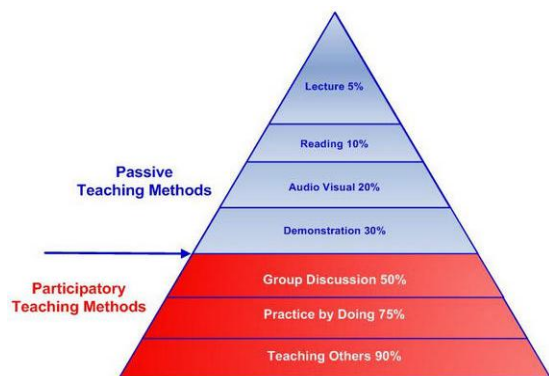 Lecture 5%
Reading 10%
Passive
Teaching Methods
Audio Visual 20%
Demonstration 30%
Participatory
Teaching Methods
Group Discussion 50%
Practice by Doing 75%
Teaching Others 90%